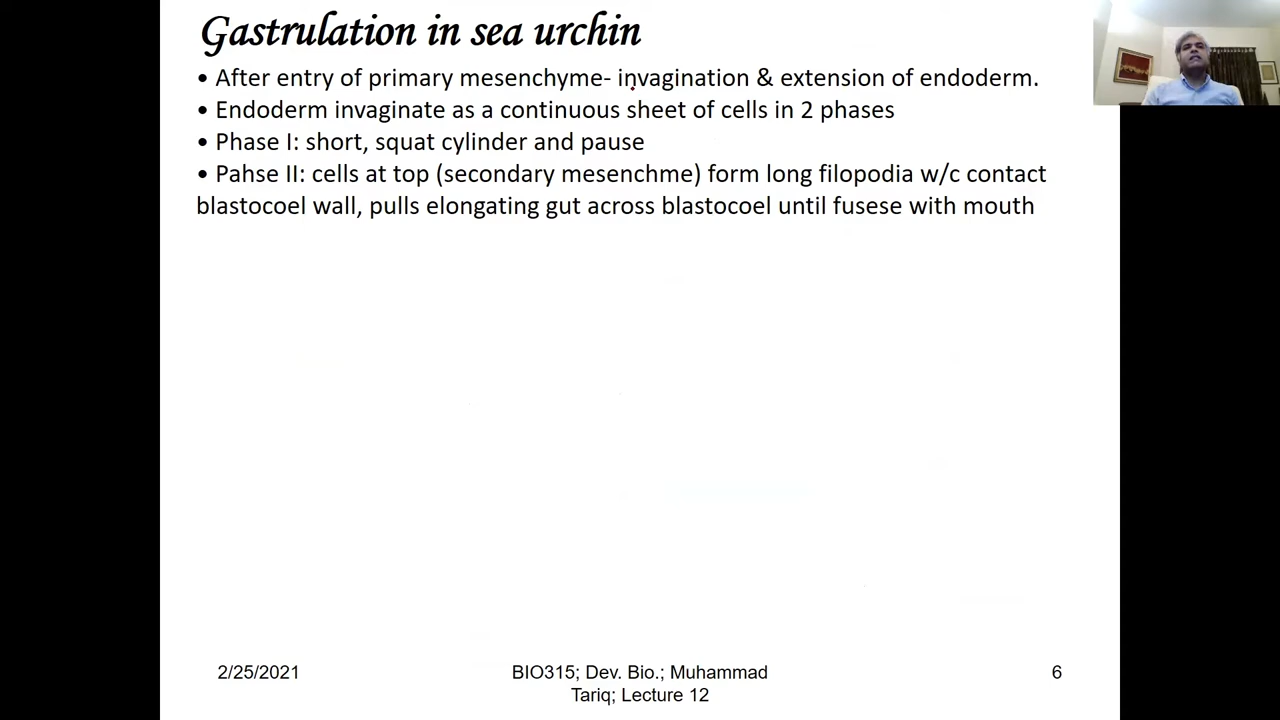 Gastrulation in sea urchin
• After entry of primary mesenchyme- invagination & extension of endoderm.
• Endoderm invaginate as a continuous sheet of cells in 2 phases
• Phase I: short, squat cylinder and pause
• Pahse II: cells at top (secondary mesenchme) form long filopodia w/c contact
blastocoel wall, pulls elongating gut across blastocoel until fusese with mouth
2/25/2021
BIO315; Dev. Bio.; Muhammad
Tariq; Lecture 12
6